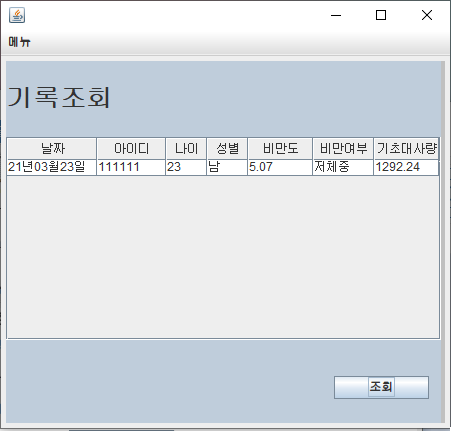 메뉴
기록조회
날짜 아이디 나이 성별 비만도 비만여부 기초대사량
21년03월23일 111111 23 남 5.07 저체중 1292.24
조회